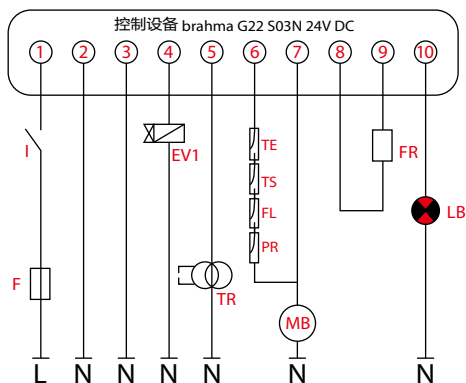 控制设备 brahma G22 S03N 24V DC
1 2 3 4 5 6 7 8 9 10
I
EV1
TE
TS
FL
PR
FR
LB
F
TR
MB
L N N N N N N